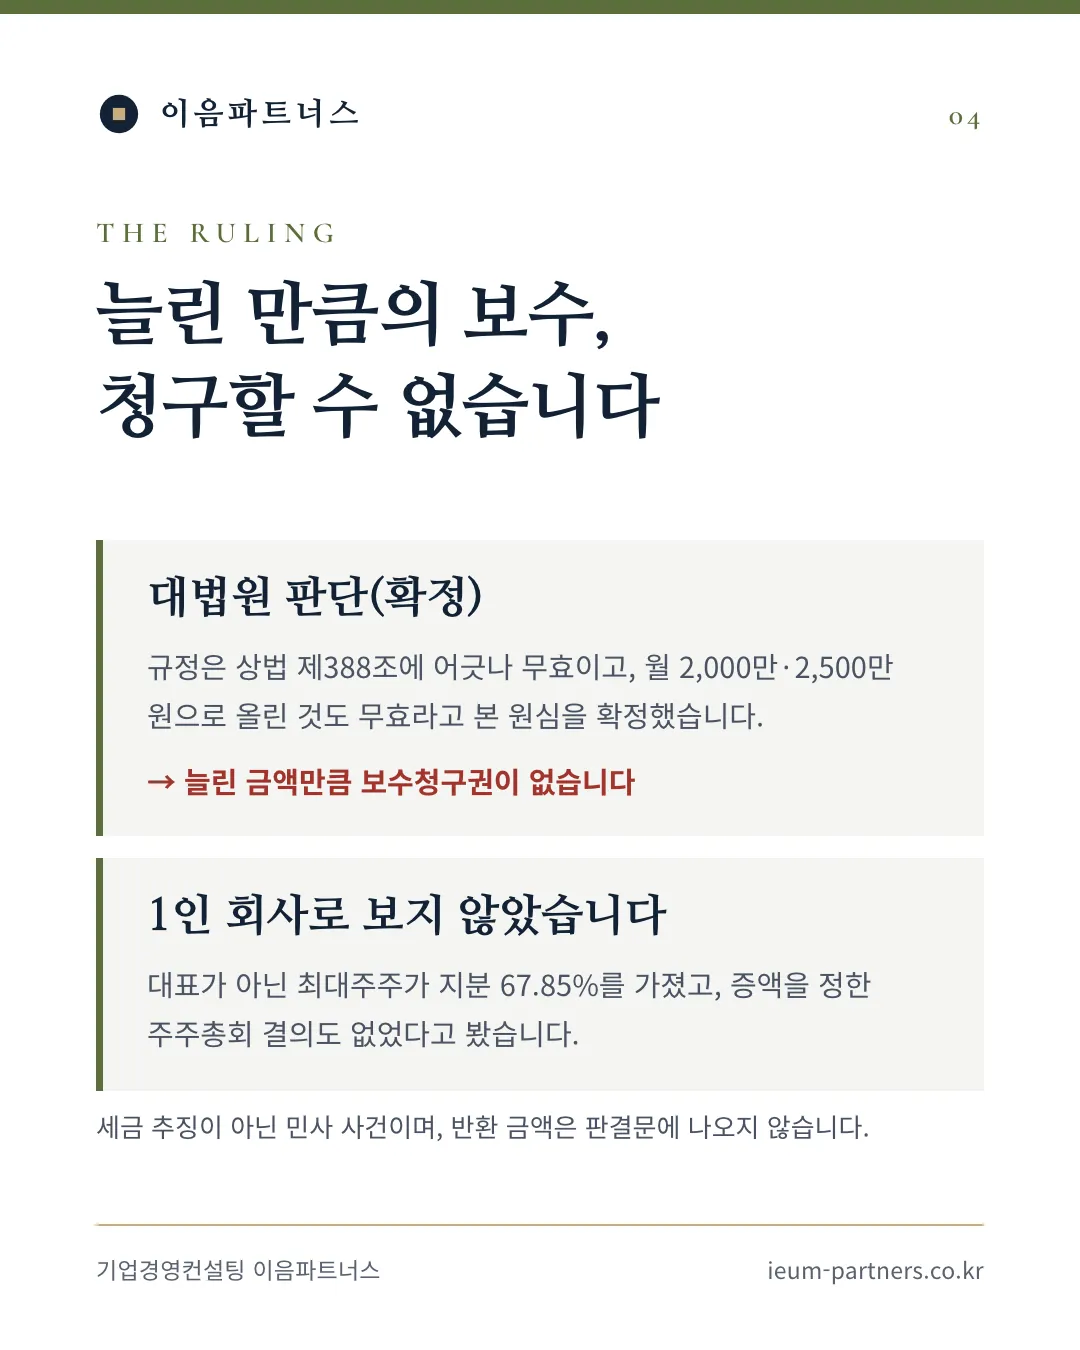 이음파트너스
04
THE RULING
늘린 만큼의 보수,
청구할 수 없습니다
대법원 판단(확정)
규정은 상법 제388조에 어긋나 무효이고, 월 2,000만·2,500만
원으로 올린 것도 무효라고 본 원심을 확정했습니다.
→ 늘린 금액만큼 보수청구권이 없습니다
1인 회사로 보지 않았습니다
대표가 아닌 최대주주가 지분 67.85%를 가졌고, 증액을 정한
주주총회 결의도 없었다고 봤습니다.
세금 추징이 아닌 민사 사건이며, 반환 금액은 판결문에 나오지 않습니다.
기업경영컨설팅 이음파트너스
ieum-partners.co.kr